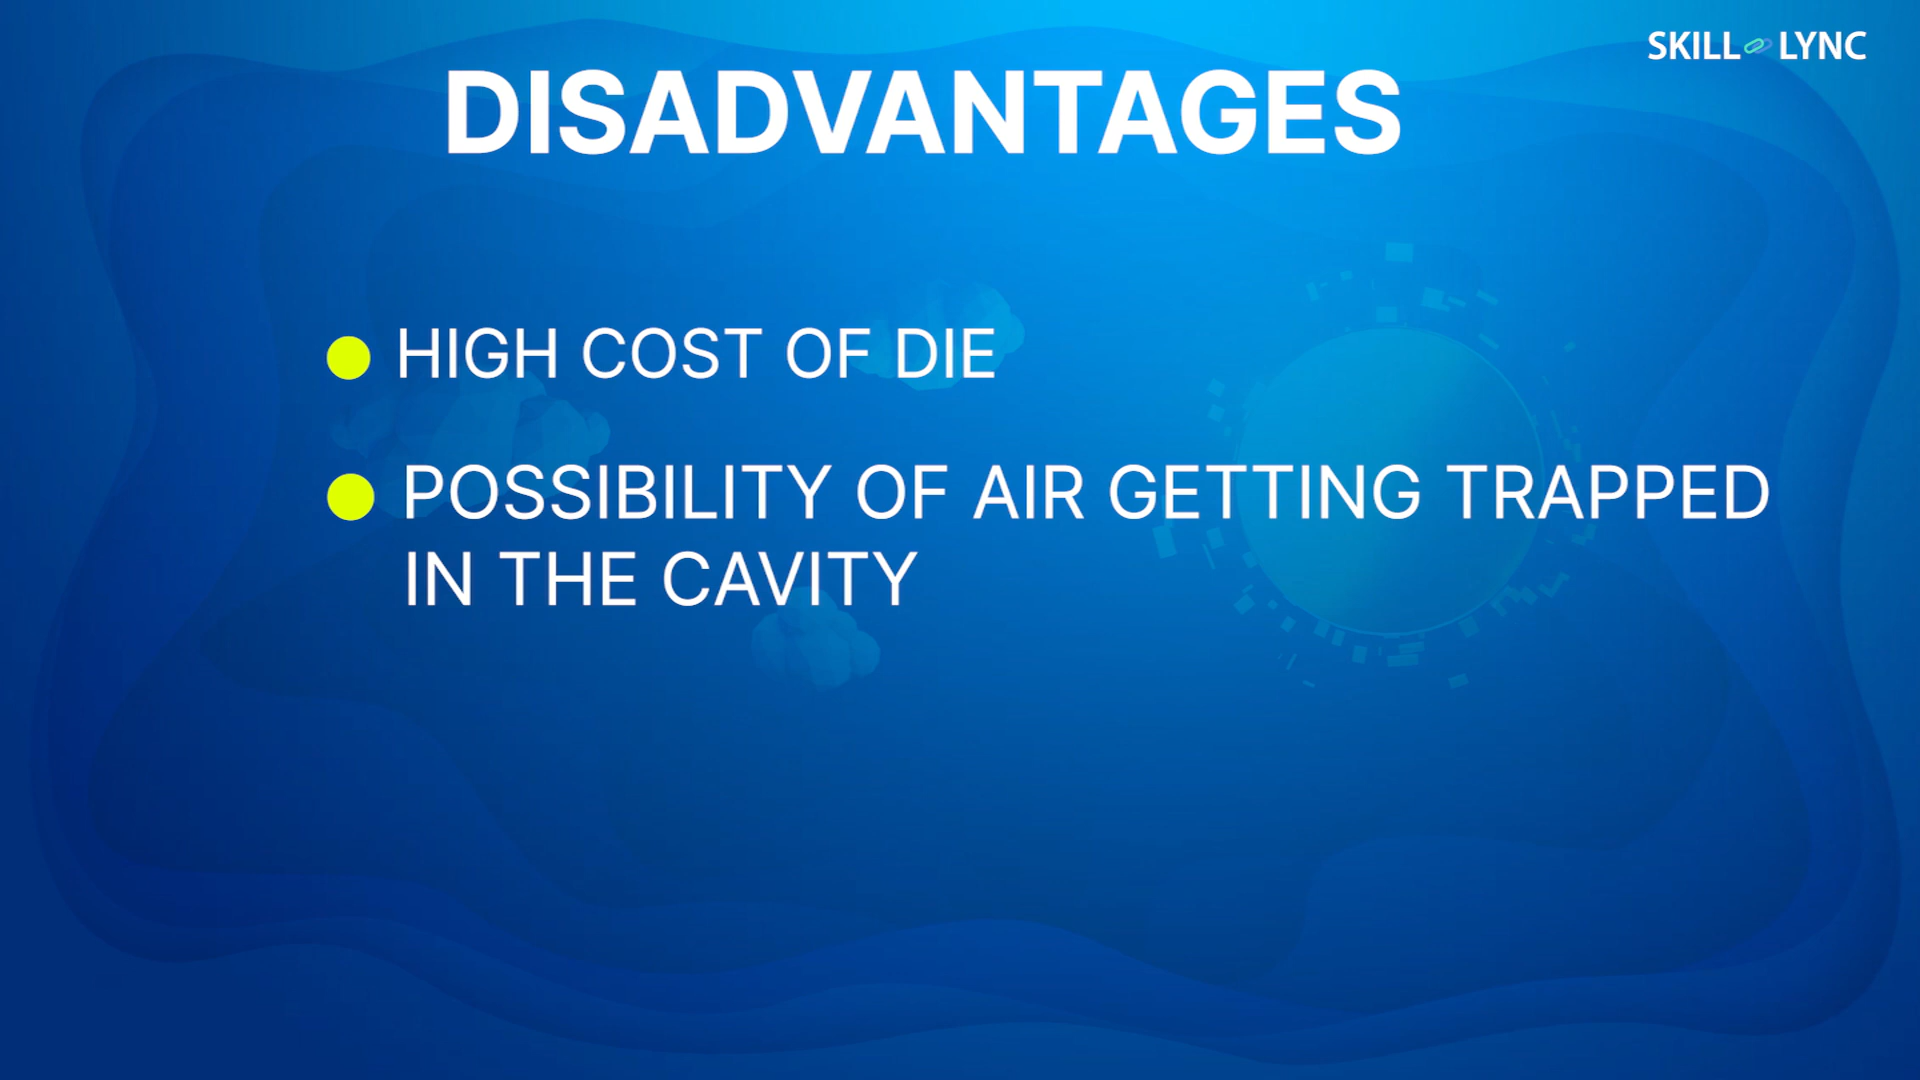 SKILL LYNC
DISADVANTAGES
HIGH COST OF DIE
POSSIBILITY OF AIR GETTING TRAPPED
IN THE CAVITY